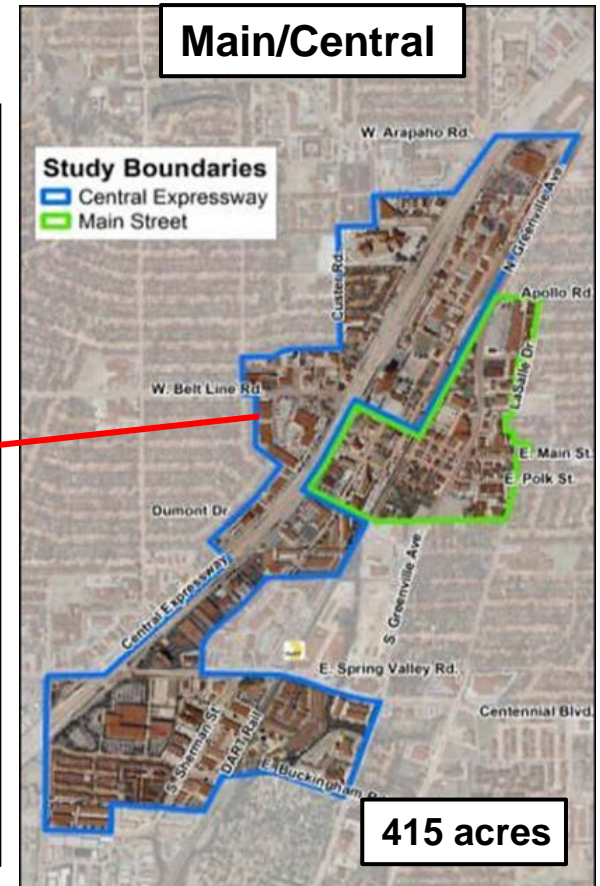 Main/Central
W. Arapaho Rd.
Study Boundaries
Central Expressway
Main Street
N. Greenville Ave
Custer Rd.
Apollo Rd.
LaSalle Dr
W. Belt Line Rd.
E. Main St.
E. Polk St.
Dumont Dr
S. Greenville Ave
Central Expressway
E. Spring Valley Rd.
Centennial Blvd.
S. Sherman St.
DART Rail
E. Buckingham
415 acres